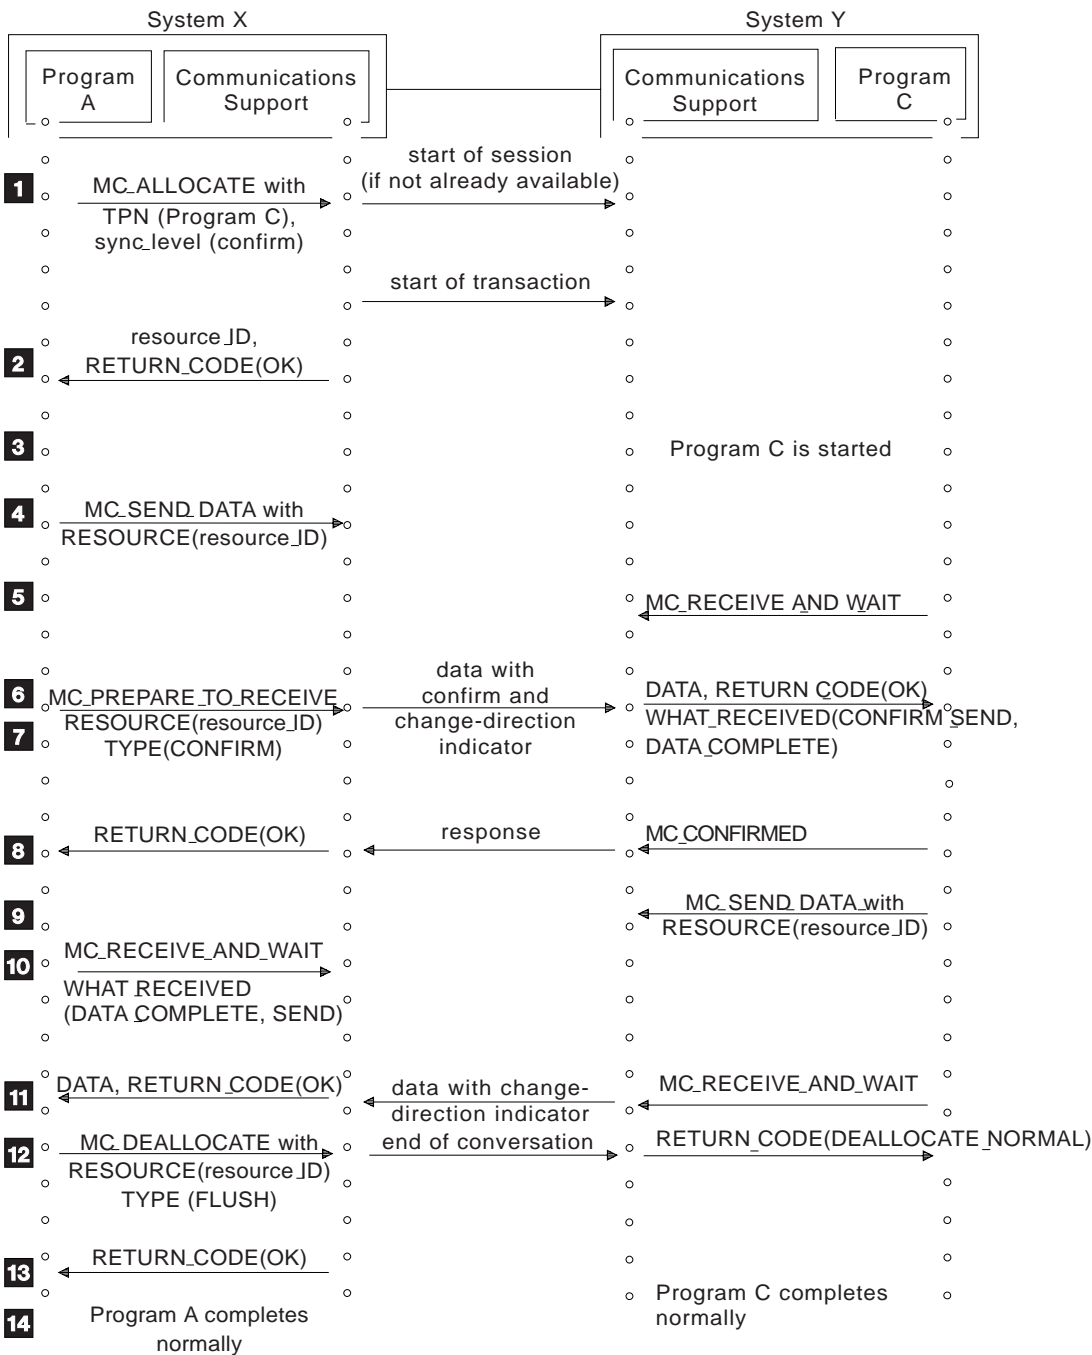 System X
System Y
Program
A
Communications
Support
Communications
Support
Program
C
start of session
(if not already available)
1
MC_ALLOCATE with
TPN (Program C),
sync_level (confirm)
start of transaction
resource_ID,
2
RETURN_CODE(OK)
3
Program C is started
4
MC_SEND_DATA with
RESOURCE(resource_ID)
5
MC_RECEIVE_AND_WAIT
6
MC_PREPARE_TO_RECEIVE
RESOURCE(resource_ID)
7
TYPE(CONFIRM)
data with
confirm and
change-direction
indicator
DATA, RETURN_CODE(OK)
WHAT_RECEIVED(CONFIRM_SEND,
DATA_COMPLETE)
8
RETURN_CODE(OK)
response
MC_CONFIRMED
9
MC_SEND_DATA_with
RESOURCE(resource_ID)
10
MC_RECEIVE_AND_WAIT
WHAT_RECEIVED
(DATA_COMPLETE, SEND)
11
DATA, RETURN_CODE(OK)
data with change-
direction indicator
MC_RECEIVE_AND_WAIT
12
MC_DEALLOCATE with
RESOURCE(resource_ID)
TYPE (FLUSH)
end of conversation
RETURN_CODE(DEALLOCATE_NORMAL)
13
RETURN_CODE(OK)
14
Program A completes
normally
Program C completes
normally